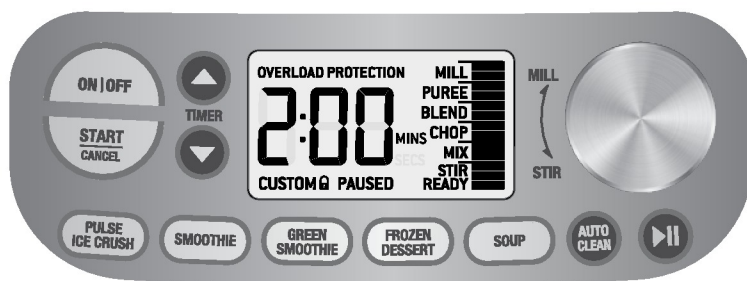 ON|OFF
START
CANCEL
TIMER
OVERLOAD PROTECTION
2:00
MINS
SECS
CUSTOM PAUSED
MILL
PUREE
BLEND
CHOP
MIX
STIR
READY
MILL
STIR
PULSE
ICE CRUSH
SMOOTHIE
GREEN
SMOOTHIE
FROZEN
DESSERT
SOUP
AUTO
CLEAN